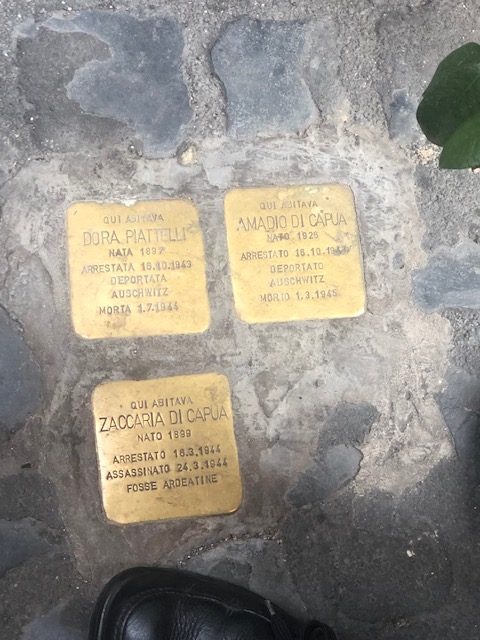 QUI ABITAVA
DORA PIATTELLI
NATA 1897
ARRESTATA 16.10.1943
DEPORTATA
AUSCHWITZ
MORTA 1.7.1944
QUI ABITAVA
AMADIO DI CAPUA
NATO 1926
ARRESTATO 16.10.1943
DEPORTATO
AUSCHWITZ
MORTO 1.3.1945
QUI ABITAVA
ZACCARIA DI CAPUA
NATO 1899
ARRESTATO 16.3.1944
ASSASSINATO 24.3.1944
FOSSE ARDEATINE